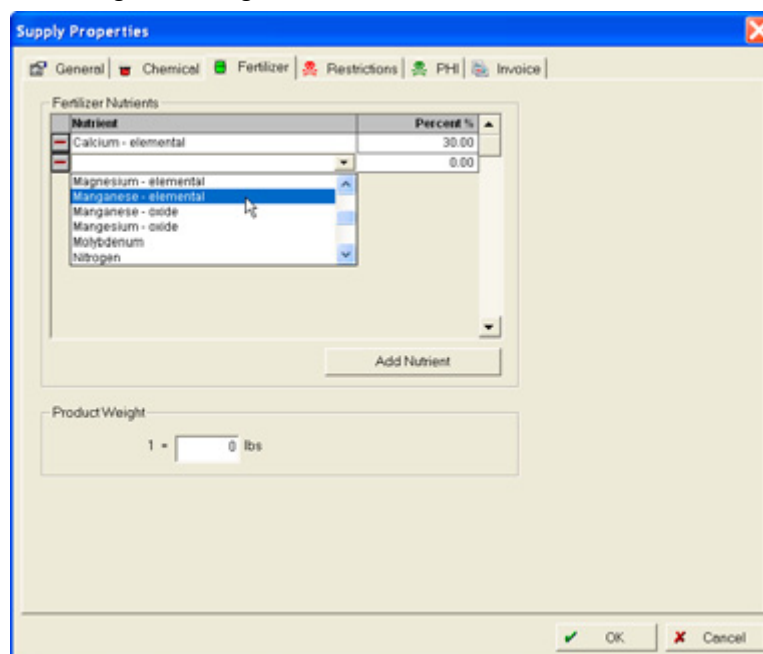 Supply Properties
General Chemical Fertilizer Restrictions PHI Invoice
Fertilizer Nutrients
Nutrient Percent %
Calcium - elemental 30.00
0.00
Magnesium - elemental
Manganese - elemental
Manganese - oxide
Mangesium - oxide
Molybdenum
Nitrogen
Add Nutrient
Product Weight
1 = 0 lbs
OK Cancel